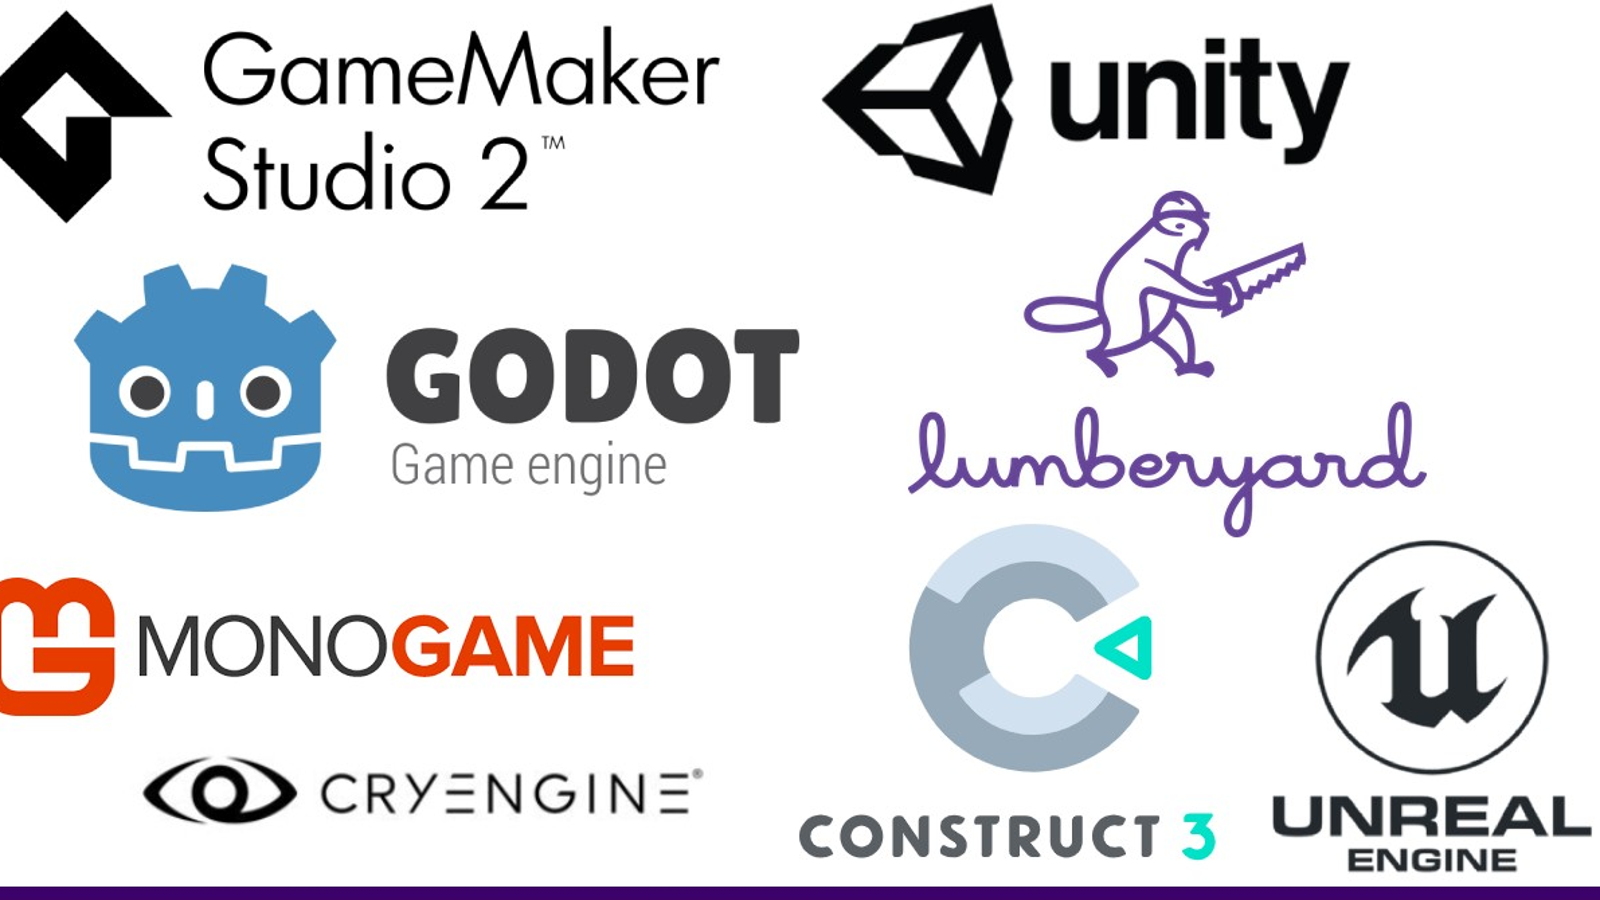 GameMaker
Studio 2™
unity
GODOT
Game engine
lumberyard
MONOGAME
CRYENGINE®
CONSTRUCT 3
UNREAL
ENGINE